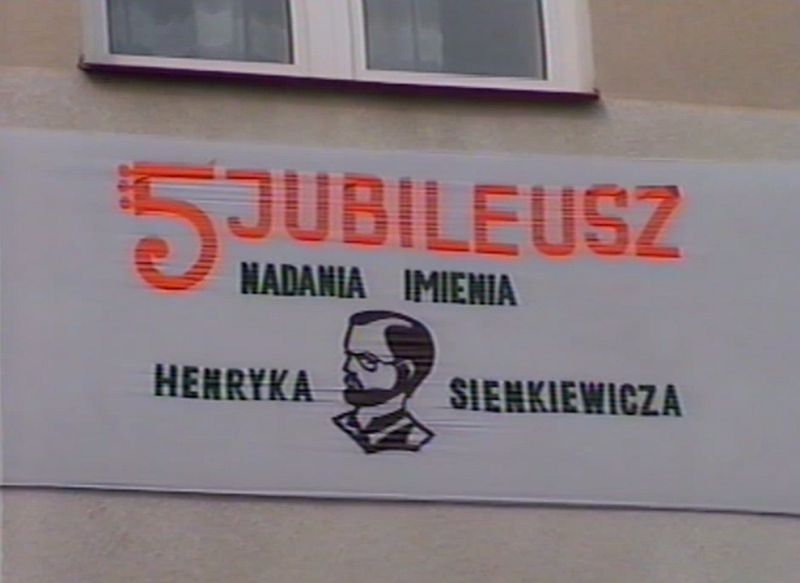 5 JUBILEUSZ
NADANIA IMIENIA
HENRYKA SIENKIEWICZA